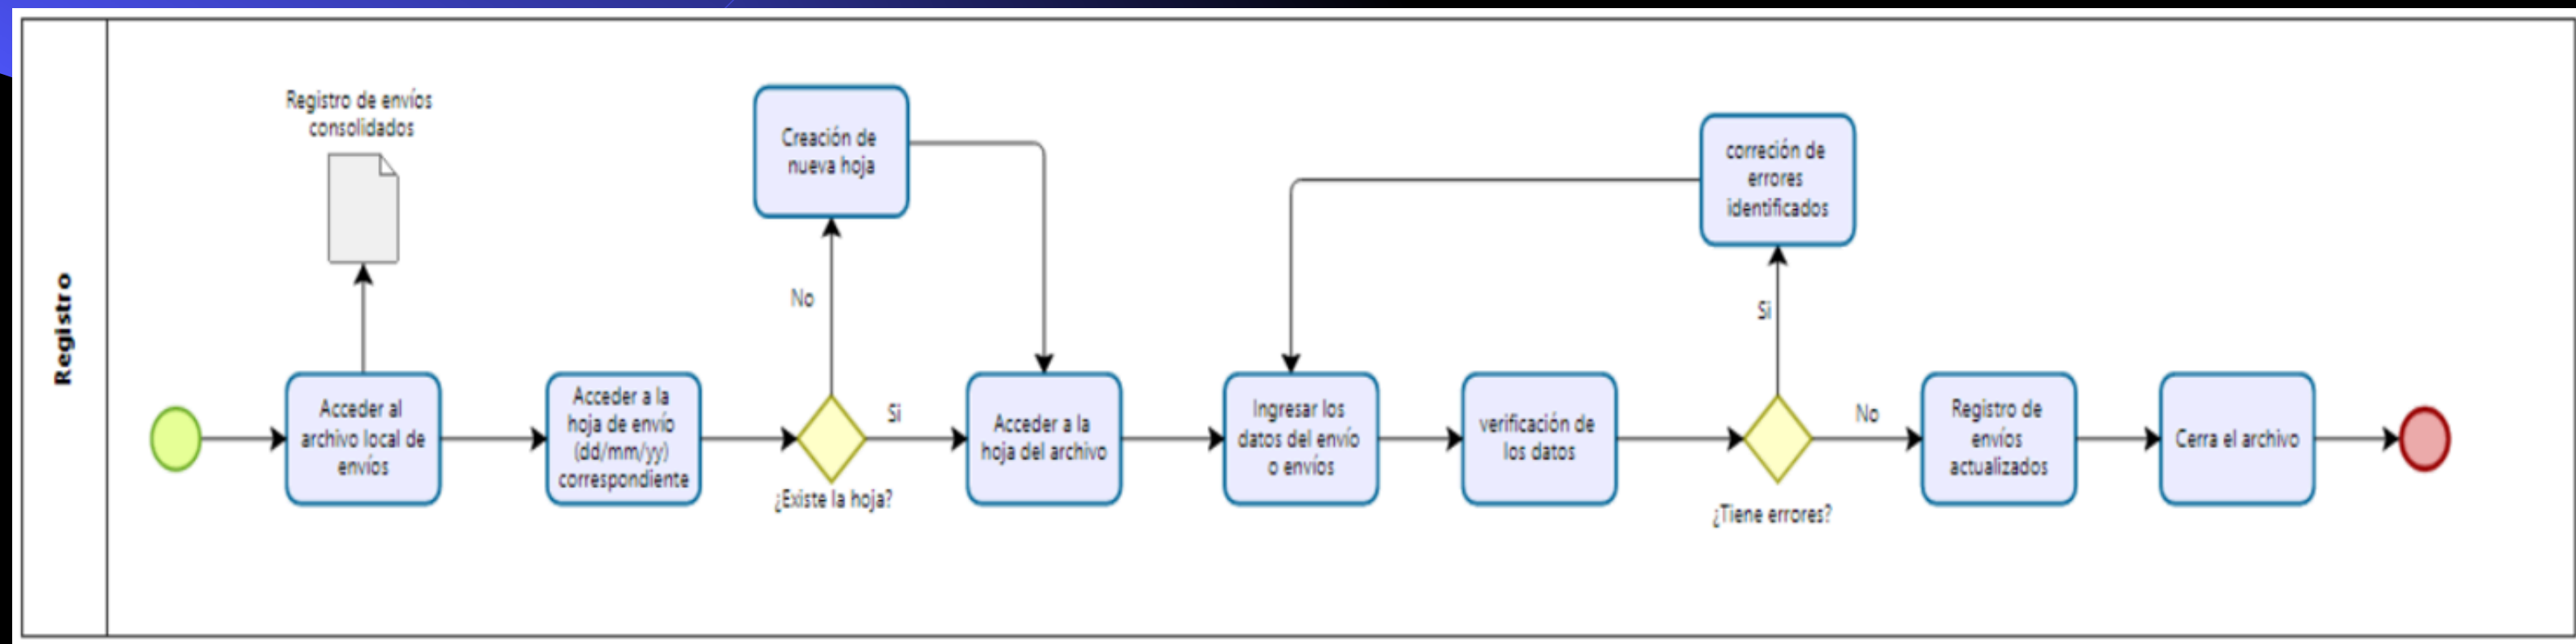 Registro
Registro de envíos
consolidados
Acceder al
archivo local de
envíos
Acceder a la
hoja de envío
(dd/mm/yy)
correspondiente
¿Existe la hoja?
No
Creación de
nueva hoja
Si
Acceder a la
hoja del archivo
Ingresar los
datos del envío
o envíos
verificación de
los datos
¿Tiene errores?
Si
correción de
errores
identificados
No
Registro de
envíos
actualizados
Cerra el archivo